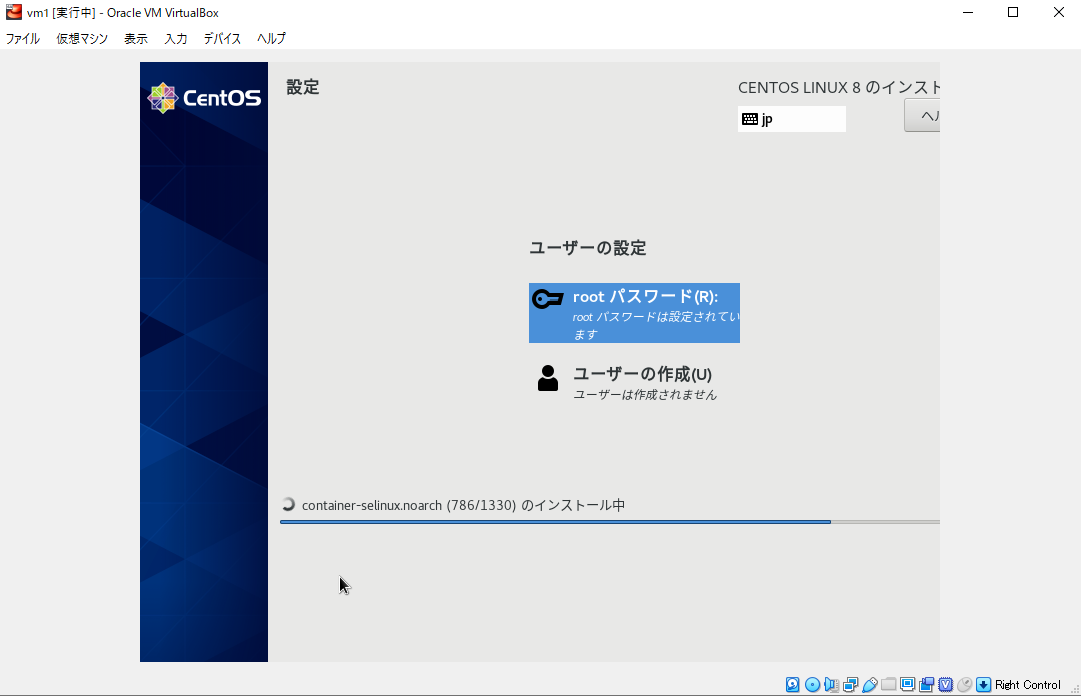 vm1 [実行中] - Oracle VM VirtualBox
ファイル 仮想マシン 表示 入力 デバイス ヘルプ
CentOS
設定
CENTOS LINUX 8 のインスト
jp
ヘル
ユーザーの設定
root パスワード(R):
root パスワードは設定されてい
ます
ユーザーの作成(U)
ユーザーは作成されません
container-selinux.noarch (786/1330) のインストール中
Right Control